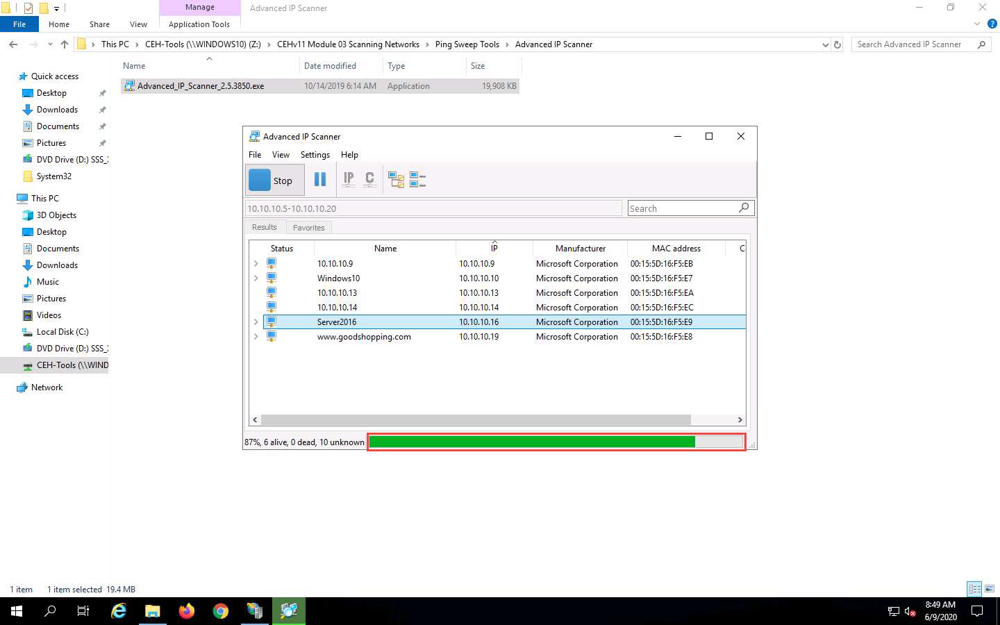 Manage
Advanced IP Scanner
File
Home
Share
View
Application Tools
This PC > CEH-Tools (\\WINDOWS10) (Z:) > CEHv11 Module 03 Scanning Networks > Ping Sweep Tools > Advanced IP Scanner
Search Advanced IP Scanner
Name
Date modified
Type
Size
Advanced_IP_Scanner_2.5.3850.exe
10/14/2019 6:14 AM
Application
19,908 KB
Quick access
Desktop
Downloads
Documents
Pictures
DVD Drive (D:) SSS_
System32
This PC
3D Objects
Desktop
Documents
Downloads
Music
Pictures
Videos
Local Disk (C:)
DVD Drive (D:) SSS_
CEH-Tools (\\WIND
Network
Advanced IP Scanner
File View Settings Help
Stop
IP
C
10.10.10.5-10.10.10.20
Search
Results
Favorites
Status Name IP Manufacturer MAC address C
10.10.10.9 10.10.10.9 Microsoft Corporation 00:15:5D:16:F5:EB
Windows10 10.10.10.10 Microsoft Corporation 00:15:5D:16:F5:E7
10.10.10.13 10.10.10.13 Microsoft Corporation 00:15:5D:16:F5:EA
10.10.10.14 10.10.10.14 Microsoft Corporation 00:15:5D:16:F5:EC
Server2016 10.10.10.16 Microsoft Corporation 00:15:5D:16:F5:E9
www.goodshopping.com 10.10.10.19 Microsoft Corporation 00:15:5D:16:F5:E8
87%, 6 alive, 0 dead, 10 unknown
1 item
1 item selected 19.4 MB
8:49 AM
6/9/2020